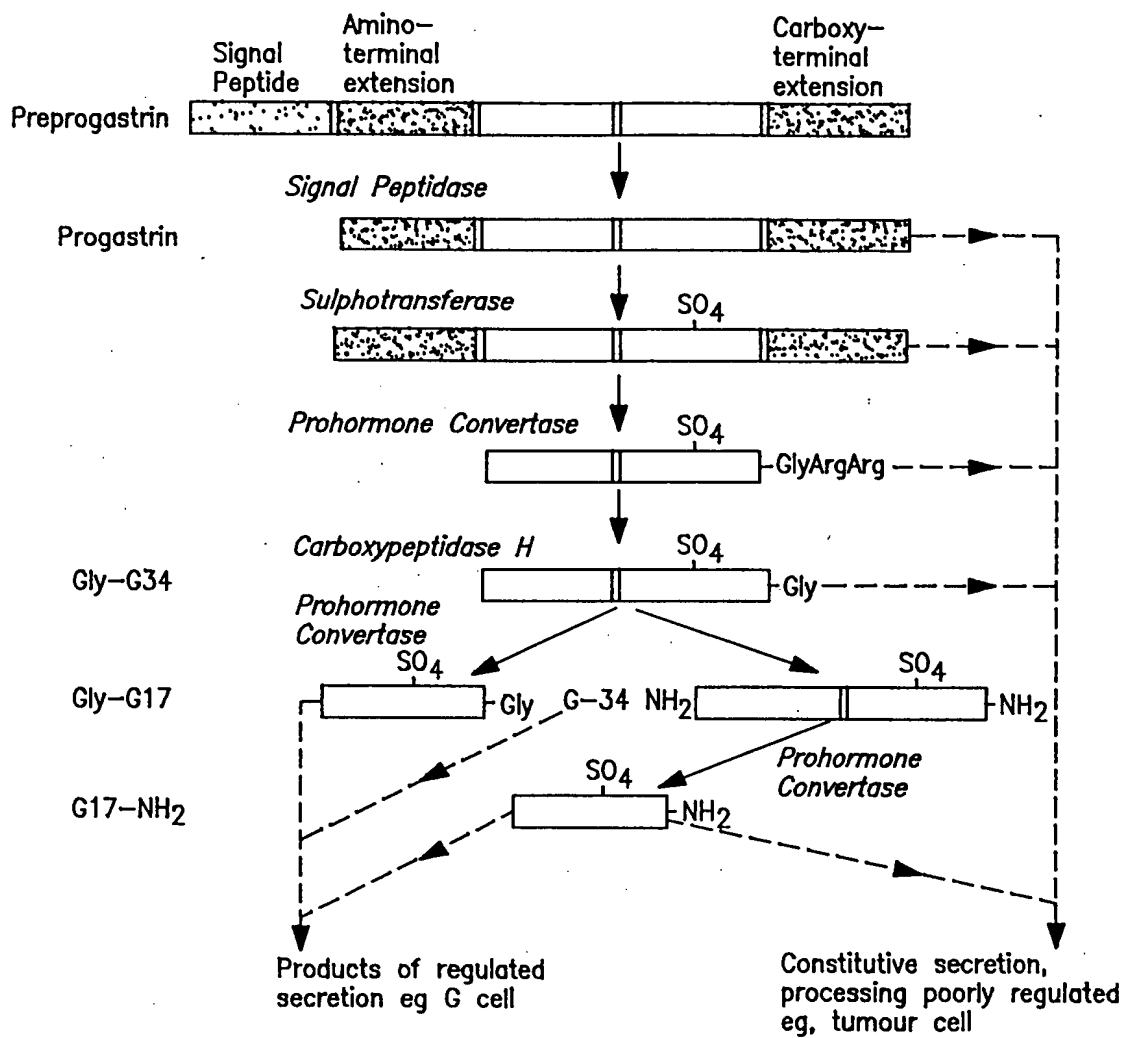 Signal
Peptide
Amino-
terminal
extension
Carboxy-
terminal
extension
Preprogastrin
Signal Peptidase
Progastrin
Sulphotransferase
SO4
Prohormone Convertase
SO4
GlyArgArg
Carboxypeptidase H
SO4
Gly-G34
Gly
Prohormone
Convertase
SO4
SO4
Gly-G17
Gly
G-34 NH2
NH2
Prohormone
Convertase
SO4
G17-NH2
NH2
Products of regulated
secretion eg G cell
Constitutive secretion,
processing poorly regulated
eg, tumour cell